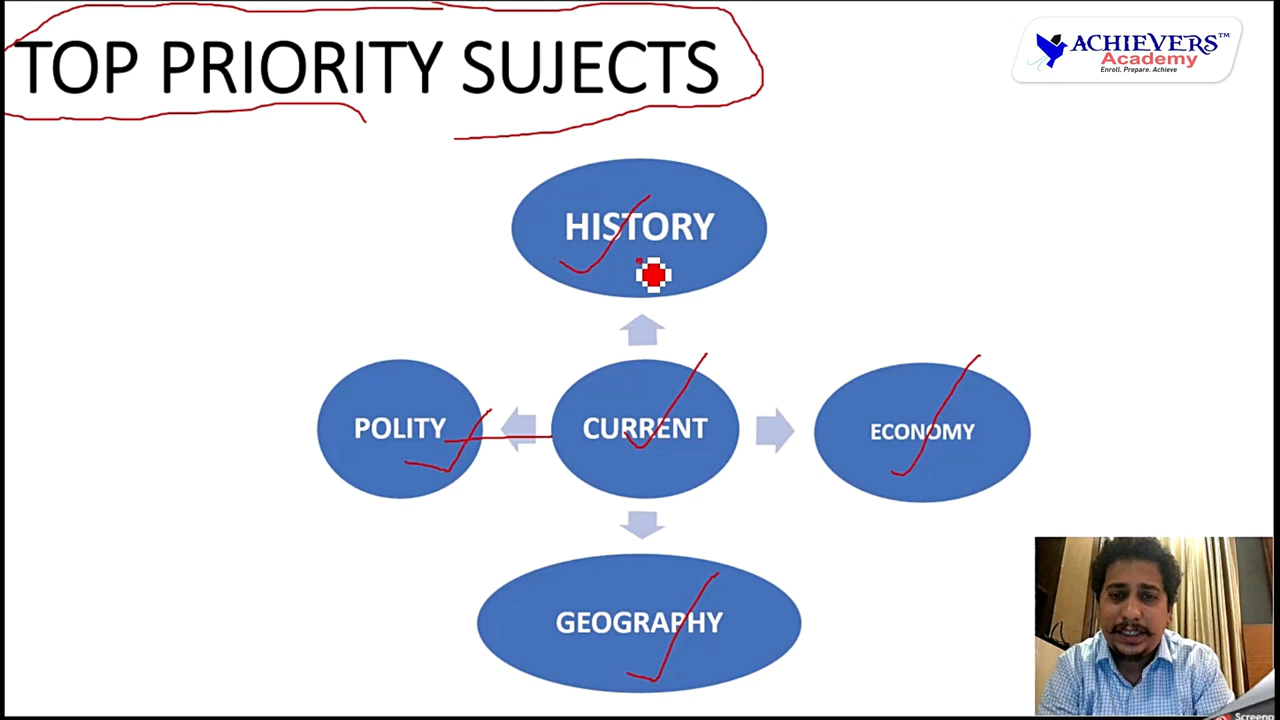 TOP PRIORITY SUJECTS
ACHIEVERS™
Academy
Enroll. Prepare. Achieve
HISTORY
POLITY
CURRENT
ECONOMY
GEOGRAPHY